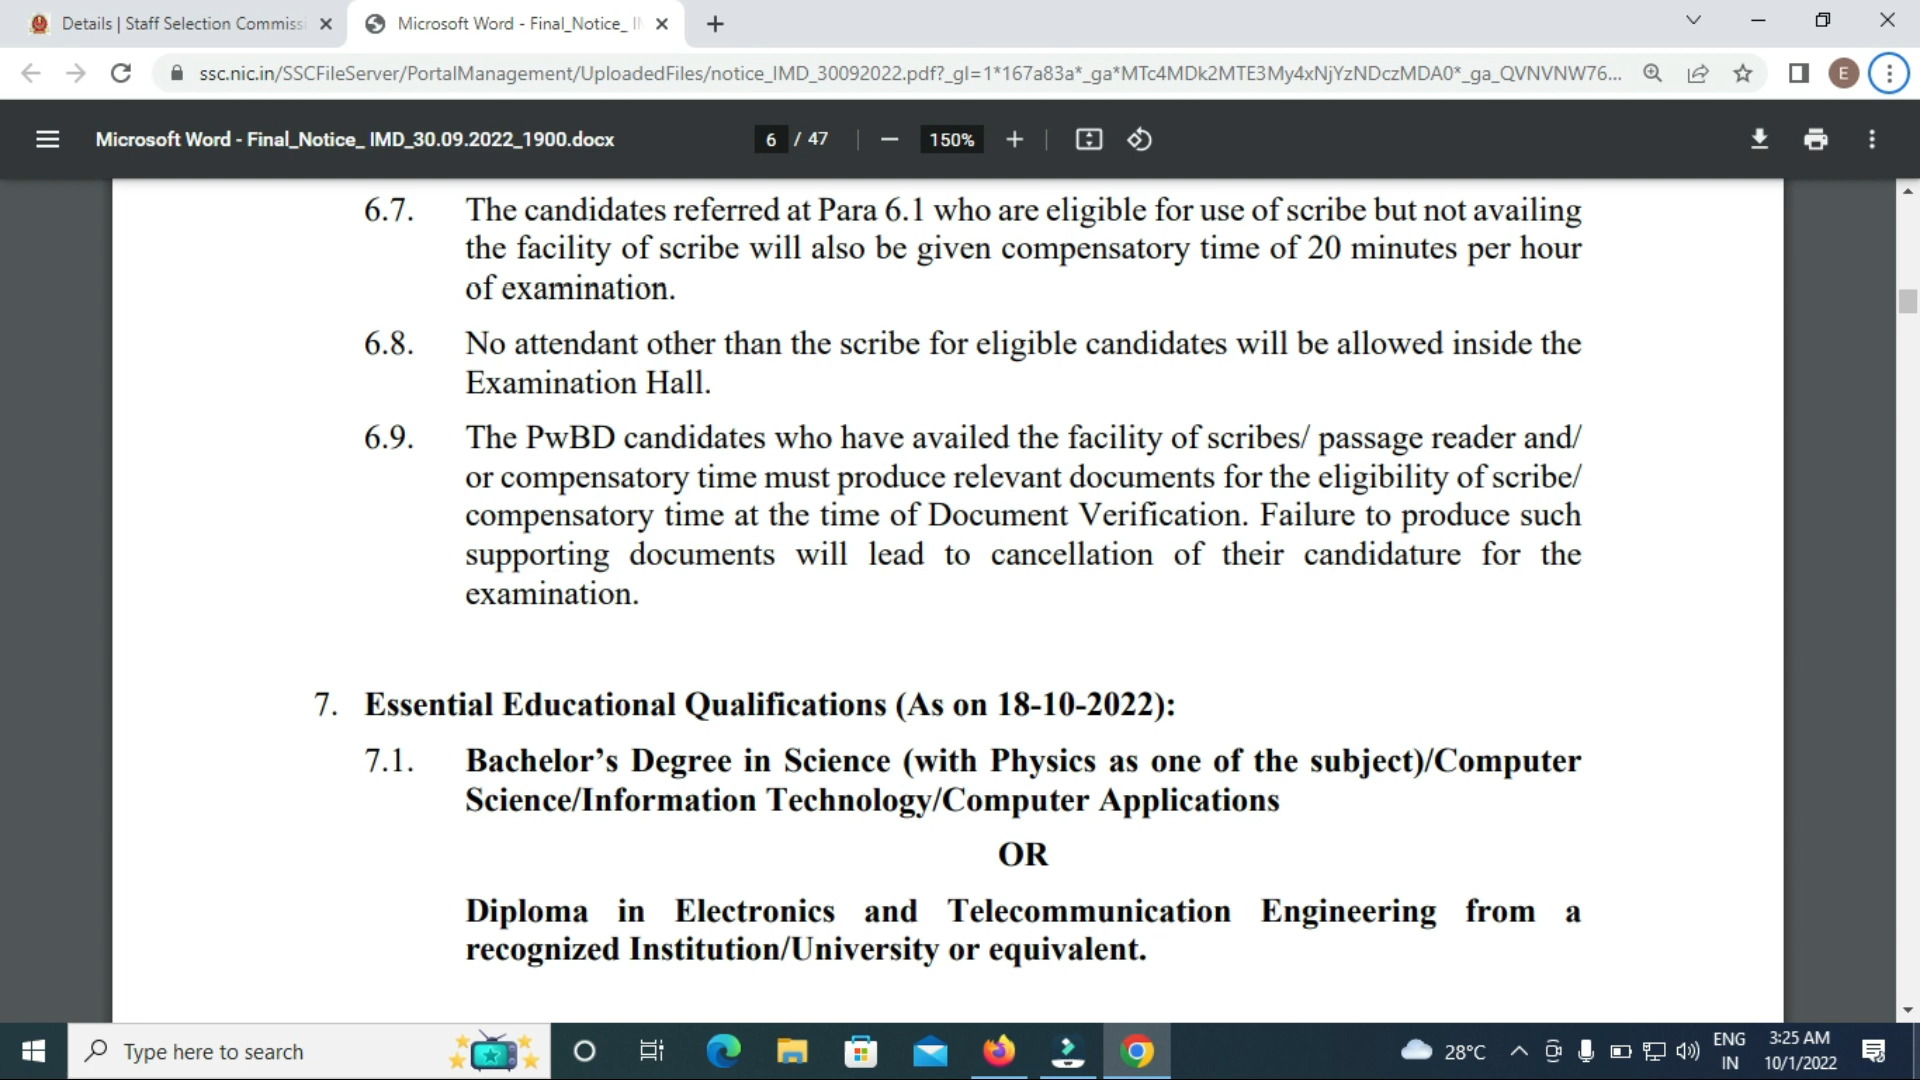 Details | Staff Selection Commiss
Microsoft Word - Final_Notice_
ssc.nic.in/SSCFileServer/PortalManagement/UploadedFiles/notice_IMD_30092022.pdf?_gl=1*167a83a*_ga*MTc4MDk2MTE3My4xNjYzNDczMDA0*_ga_QVNVNW76...
E
Microsoft Word - Final_Notice_ IMD_30.09.2022_1900.docx
6 / 47
150%
6.7. The candidates referred at Para 6.1 who are eligible for use of scribe but not availing
the facility of scribe will also be given compensatory time of 20 minutes per hour
of examination.
6.8. No attendant other than the scribe for eligible candidates will be allowed inside the
Examination Hall.
6.9. The PwBD candidates who have availed the facility of scribes/ passage reader and/
or compensatory time must produce relevant documents for the eligibility of scribe/
compensatory time at the time of Document Verification. Failure to produce such
supporting documents will lead to cancellation of their candidature for the
examination.
7. Essential Educational Qualifications (As on 18-10-2022):
7.1. Bachelor’s Degree in Science (with Physics as one of the subject)/Computer
Science/Information Technology/Computer Applications
OR
Diploma in Electronics and Telecommunication Engineering from a
recognized Institution/University or equivalent.
Type here to search
28°C
ENG
IN
3:25 AM
10/1/2022